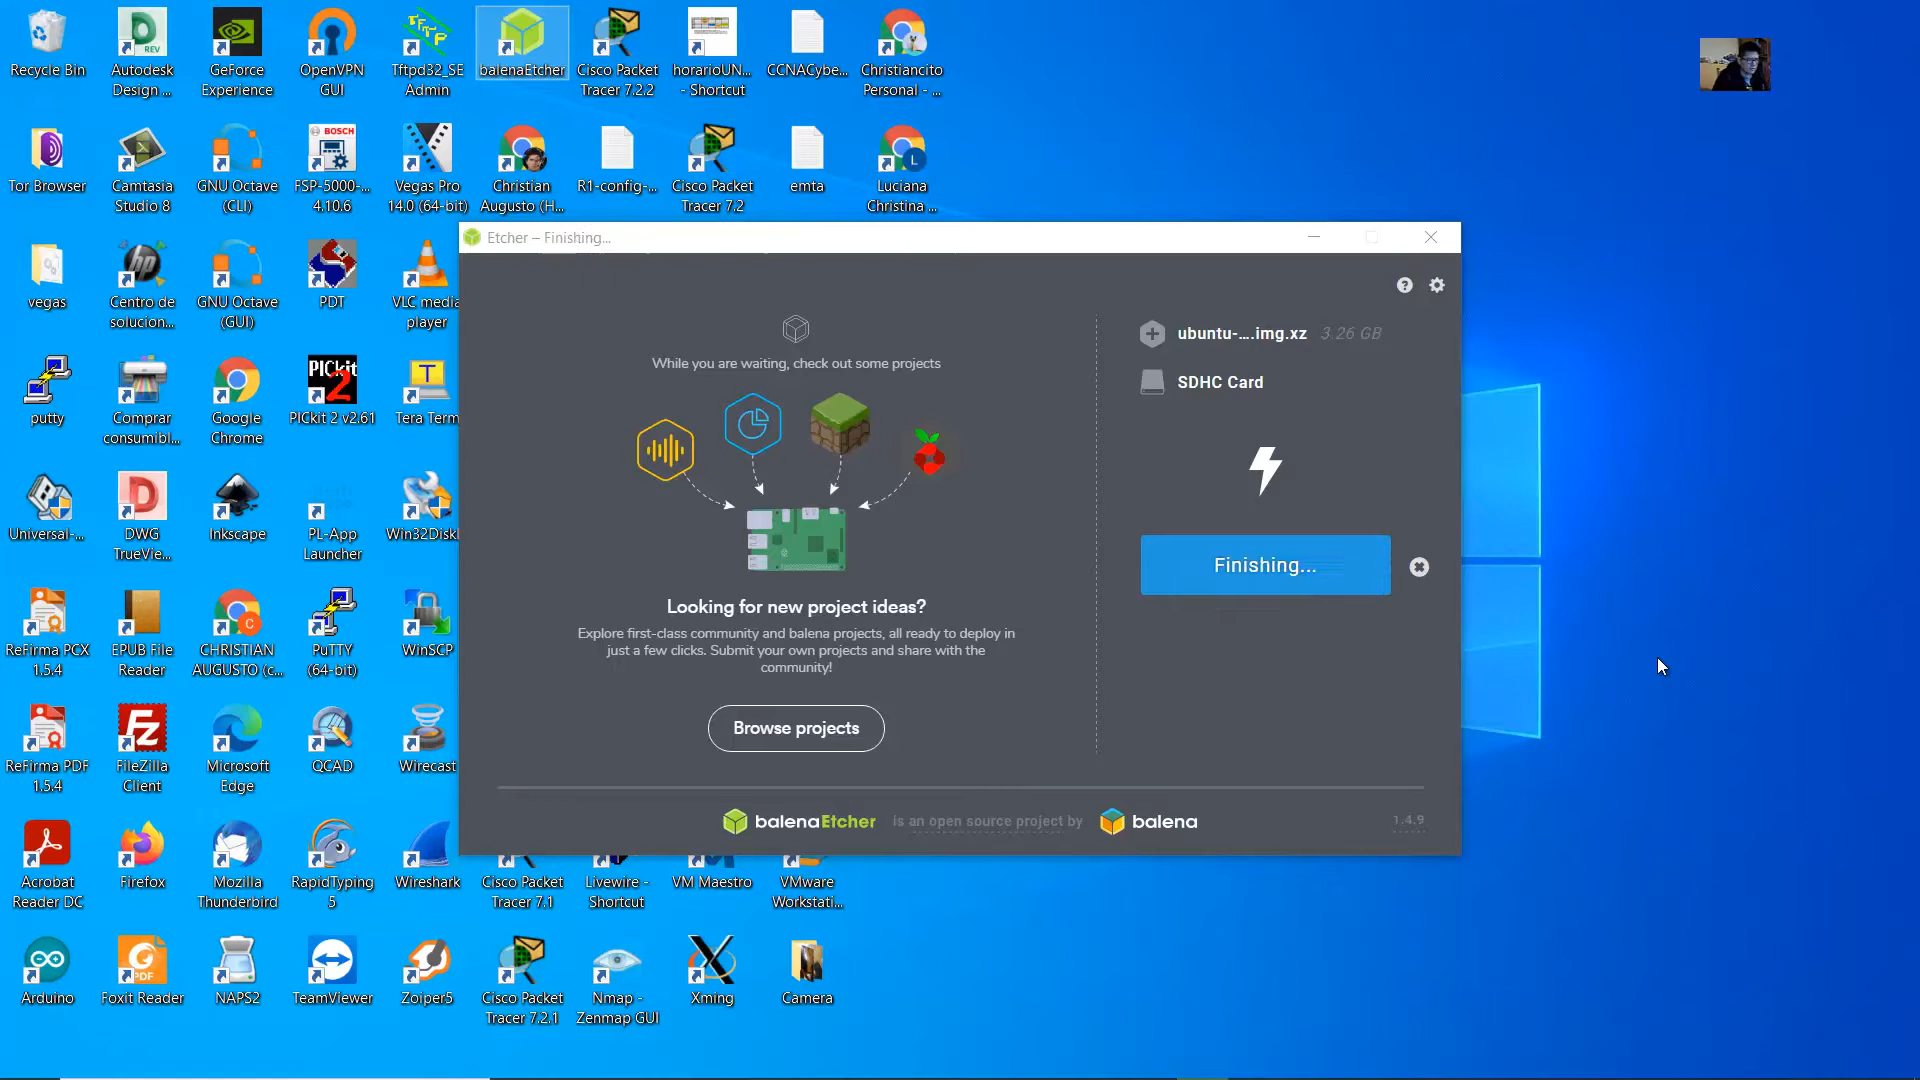 Recycle Bin
Autodesk
Design ...
GeForce
Experience
OpenVPN
GUI
Tftpd32_SE
Admin
balenaEtcher
Cisco Packet
Tracer 7.2.2
horarioUN...
- Shortcut
CCNACybe...
Christiancito
Personal - ...
Tor Browser
Camtasia
Studio 8
GNU Octave
(CLI)
BOSCH
FSP-5000-...
4.10.6
Vegas Pro
14.0 (64-bit)
Christian
Augusto (H...
R1-config-...
Cisco Packet
Tracer 7.2
emta
L
Luciana
Christina ...
vegas
Centro de
solucion...
GNU Octave
(GUI)
PDT
VLC media
player
putty
Comprar
consumibl...
Google
Chrome
PICkit
2
PICkit 2 v2.61
T
Tera Term
Universal-...
DWG
TrueVie...
Inkscape
PL-App
Launcher
Win32Disk
ReFirma PCX
1.5.4
EPUB File
Reader
C
CHRISTIAN
AUGUSTO (c...
PuTTY
(64-bit)
WinSCP
ReFirma PDF
1.5.4
FileZilla
Client
Microsoft
Edge
QCAD
Wirecast
Acrobat
Reader DC
Firefox
Mozilla
Thunderbird
RapidTyping
5
Wireshark
Cisco Packet
Tracer 7.1
Livewire -
Shortcut
VM Maestro
VMware
Workstati...
Arduino
Foxit Reader
NAPS2
TeamViewer
Zoiper5
Cisco Packet
Tracer 7.2.1
Nmap -
Zenmap GUI
Xming
Camera
Etcher – Finishing...
While you are waiting, check out some projects
Looking for new project ideas?
Explore first-class community and balena projects, all ready to deploy in
just a few clicks. Submit your own projects and share with the
community!
Browse projects
ubuntu-....img.xz 3.26 GB
SDHC Card
Finishing...
balenaEtcher is an open source project by balena
1.4.9